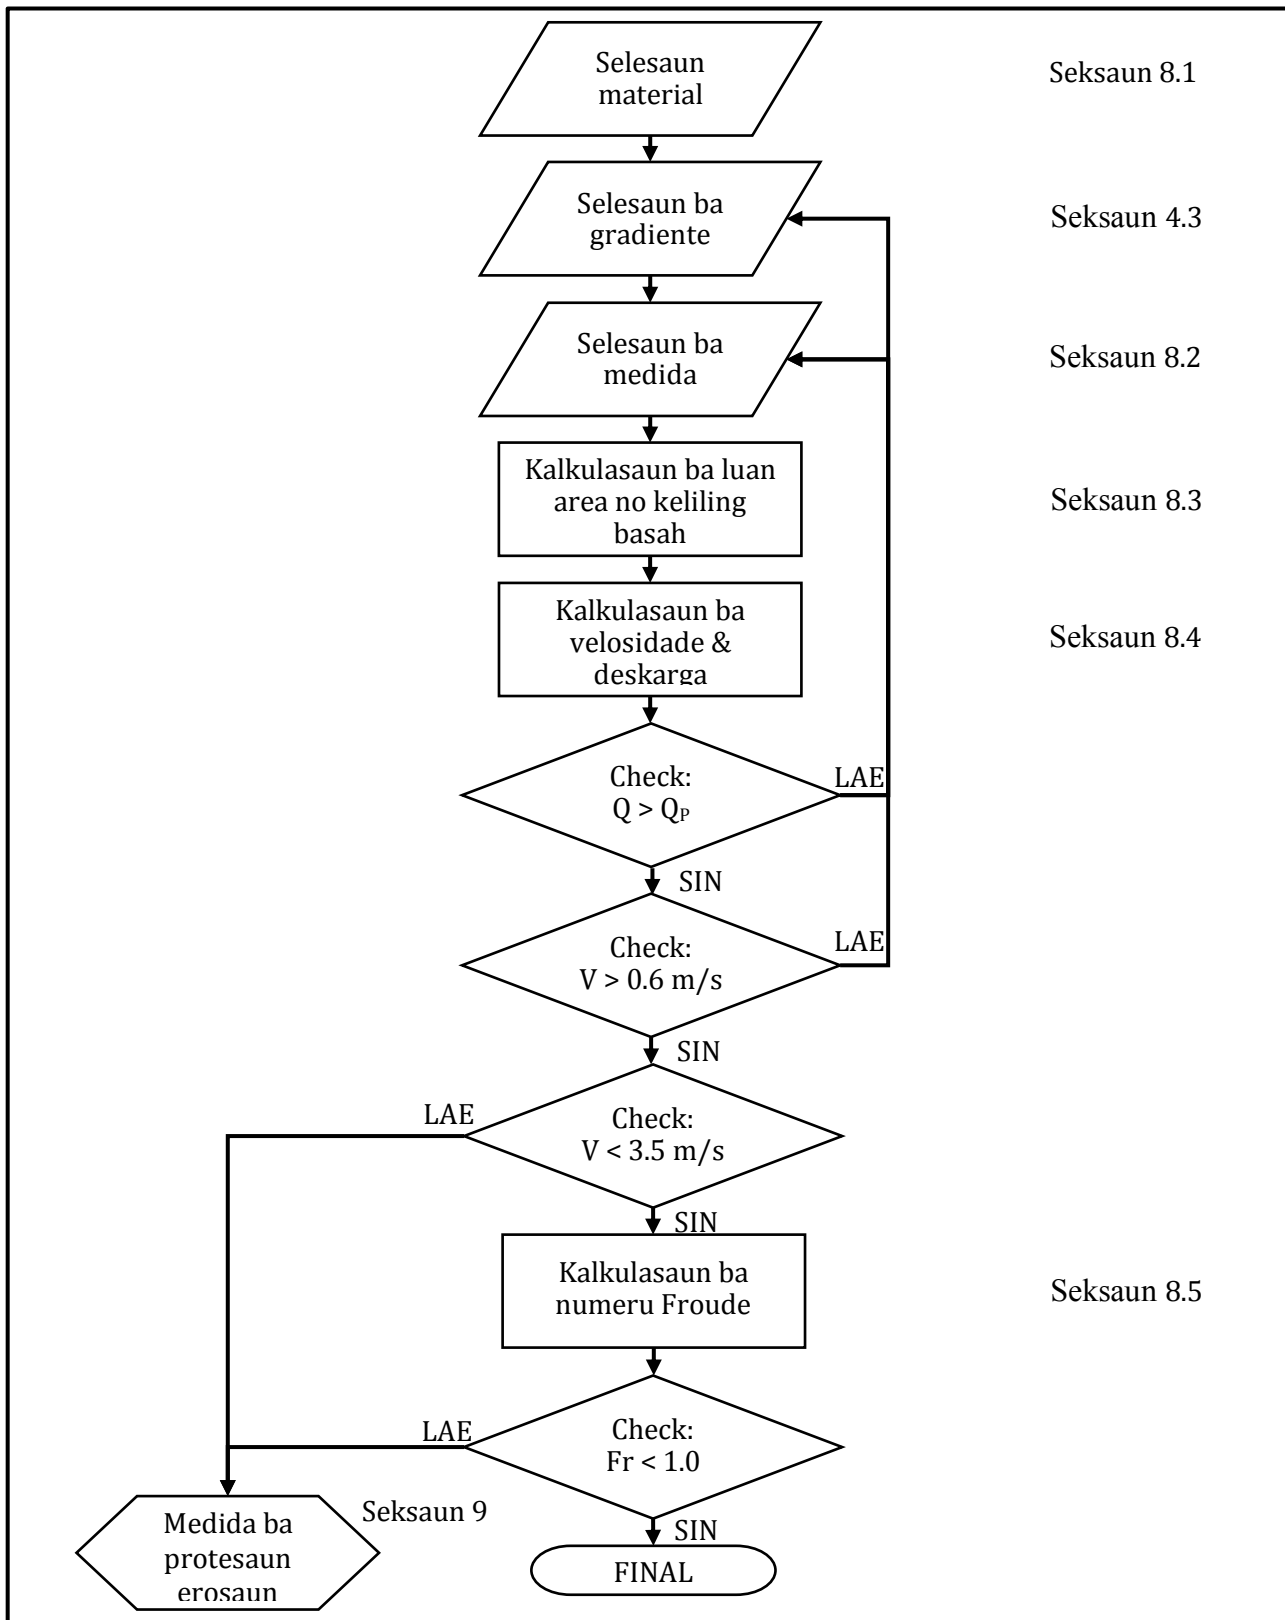 Selesaun
material
Seksaun 8.1
Selesaun ba
gradiente
Seksaun 4.3
Selesaun ba
medida
Seksaun 8.2
Kalkulasaun ba luan
area no keliling
basah
Seksaun 8.3
Kalkulasaun ba
velosidade &
deskarga
Seksaun 8.4
Check:
Q > QP
LAE
SIN
Check:
V > 0.6 m/s
LAE
SIN
Check:
V < 3.5 m/s
LAE
SIN
Kalkulasaun ba
numeru Froude
Seksaun 8.5
Check:
Fr < 1.0
LAE
SIN
Medida ba
protesaun
erosaun
Seksaun 9
FINAL